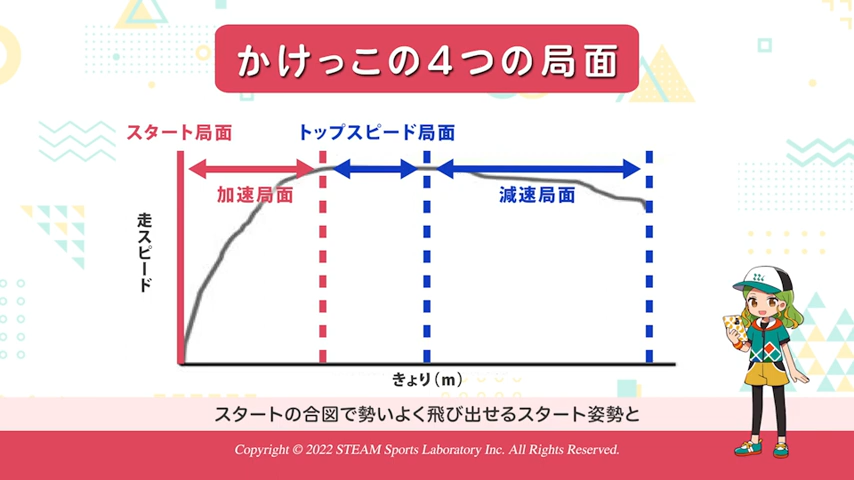 かけっこの4つの局面
スタート局面
トップスピード局面
加速局面
減速局面
走スピード
きょり(m)
スタートの合図で勢いよく飛び出せるスタート姿勢と
Copyright © 2022 STEAM Sports Laboratory Inc. All Rights Reserved.